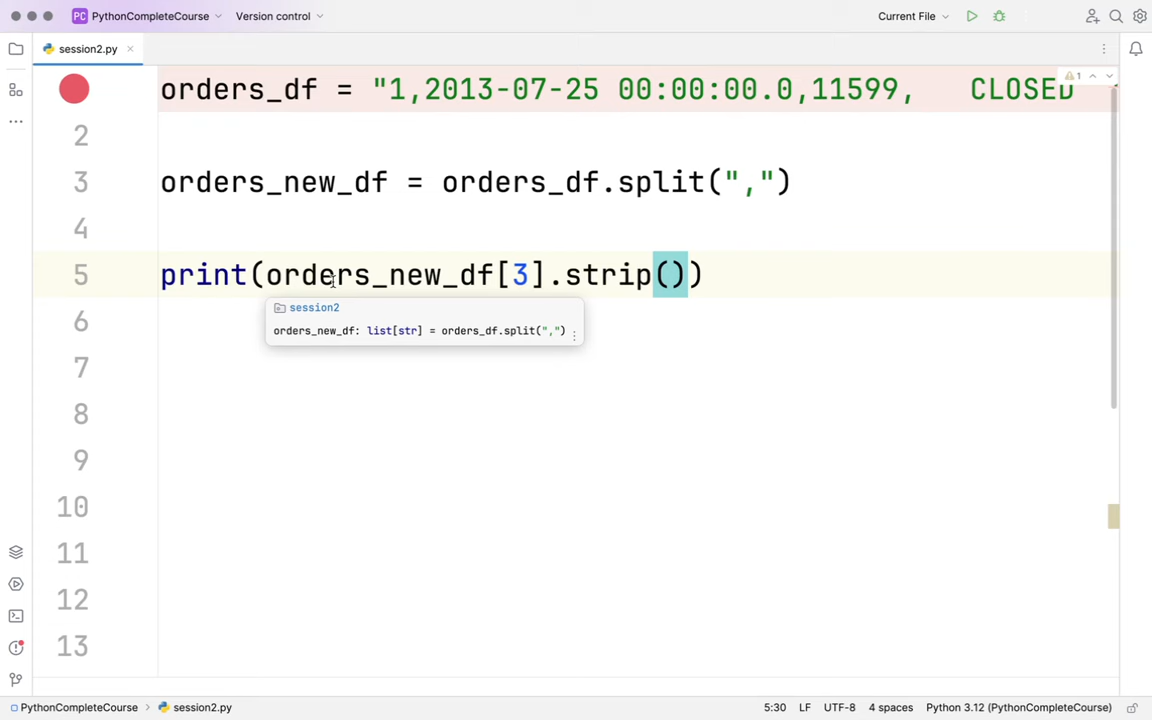 PC PythonCompleteCourse Version control Current File
session2.py
orders_df = "1,2013-07-25 00:00:00.0,11599,   CLOSED
1
2
3 orders_new_df = orders_df.split(",")
4
5 print(orders_new_df[3].strip())
session2
orders_new_df: list[str] = orders_df.split(",")
6
7
8
9
10
11
12
13
PythonCompleteCourse session2.py 5:30 LF UTF-8 4 spaces Python 3.12 (PythonCompleteCourse)